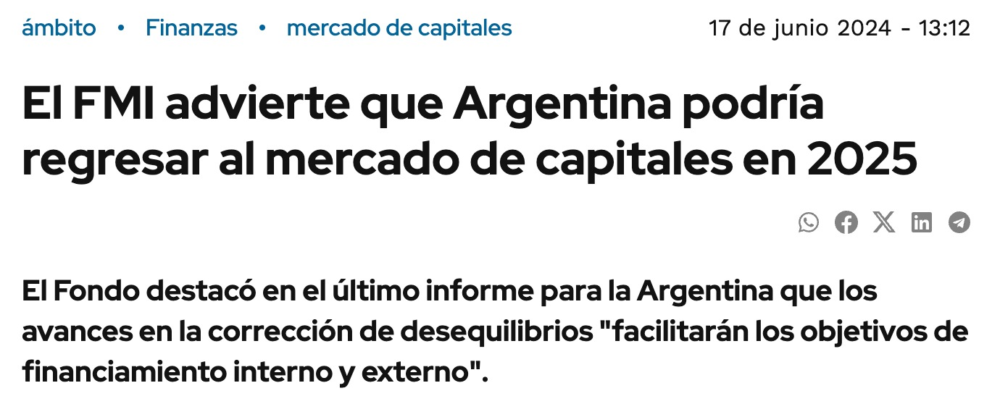 ámbito • Finanzas • mercado de capitales 17 de junio 2024 - 13:12
El FMI advierte que Argentina podría
regresar al mercado de capitales en 2025
El Fondo destacó en el último informe para la Argentina que los
avances en la corrección de desequilibrios "facilitarán los objetivos de
financiamiento interno y externo".